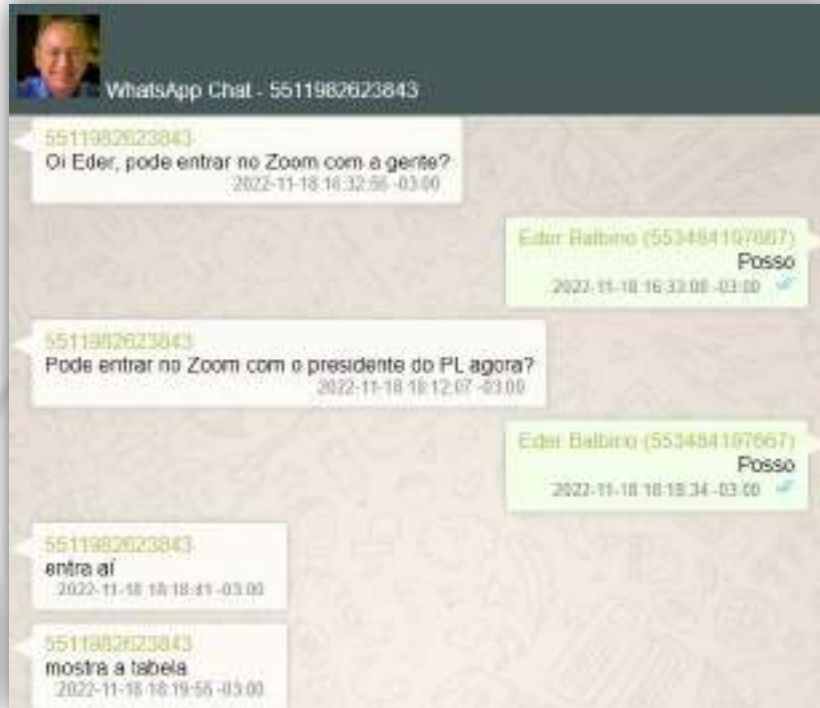 WhatsApp Chat - 5511982623843
5511982623843
Oi Eder, pode entrar no Zoom com a gente?
2022-11-18 16:32:56 -03:00
Eder Balbino (553484197667)
Posso
2022-11-18 16:33:08 -03:00
5511982623843
Pode entrar no Zoom com o presidente do PL agora?
2022-11-18 18:12:07 -03:00
Eder Balbino (553484197667)
Posso
2022-11-18 18:18:34 -03:00
5511982623843
entra aí
2022-11-18 18:18:41 -03:00
5511982623843
mostra a tabela
2022-11-18 18:19:56 -03:00